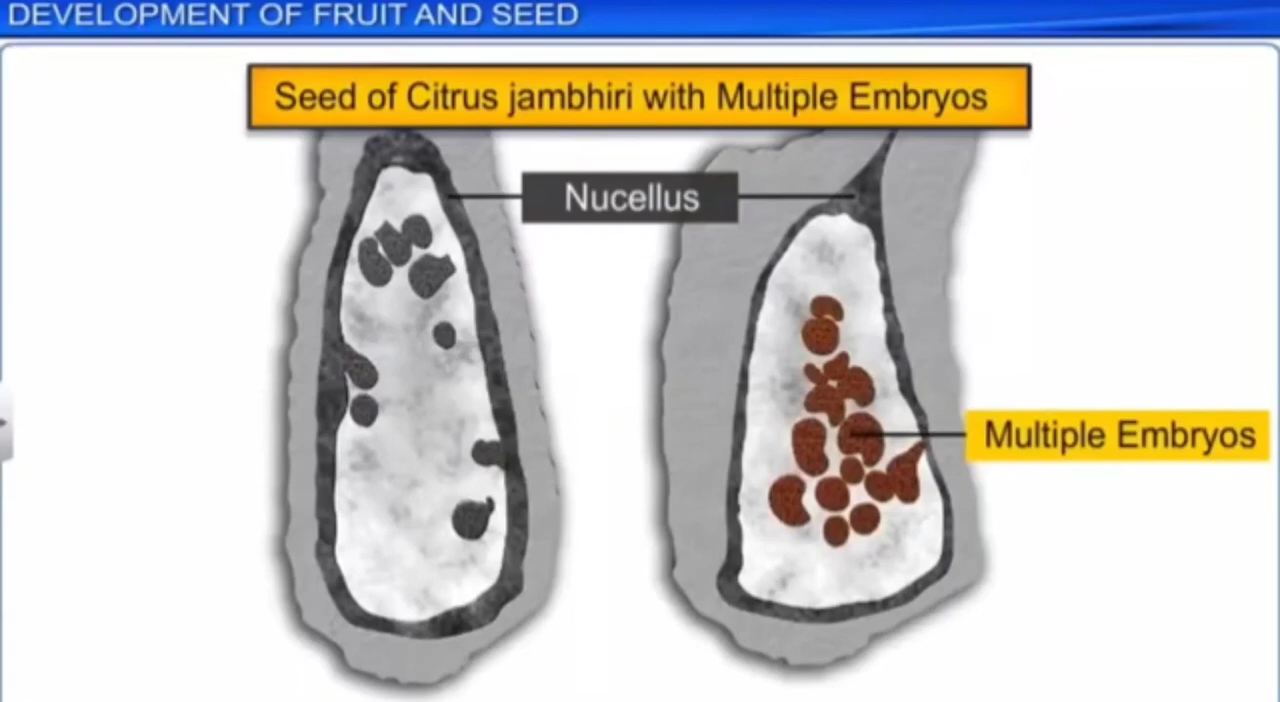 DEVELOPMENT OF FRUIT AND SEED
Seed of Citrus jambhiri with Multiple Embryos
Nucellus
Multiple Embryos